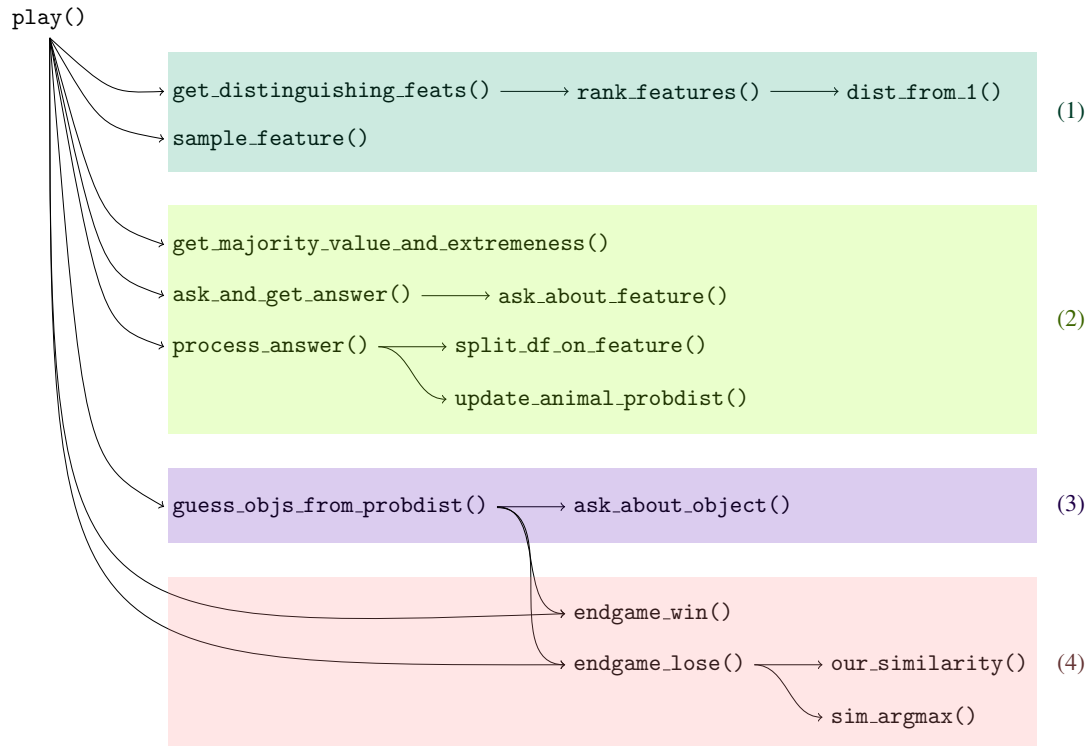 play()
get_distinguishing_feats() rank_features() dist_from_1()
(1)
sample_feature()
get_majority_value_and_extremeness()
ask_and_get_answer() ask_about_feature()
(2)
process_answer() split_df_on_feature()
update_animal_probdist()
guess_objs_from_probdist() ask_about_object() (3)
endgame_win()
endgame_lose() our_similarity() (4)
sim_argmax()